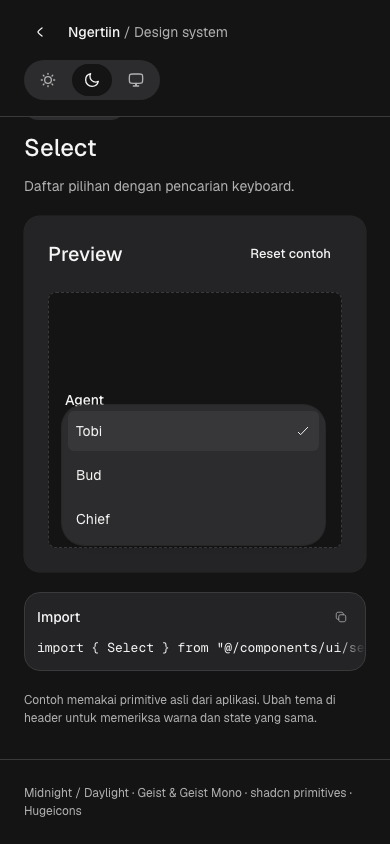 Ngertiin / Design system
Select
Daftar pilihan dengan pencarian keyboard.
Preview
Reset contoh
Agent
Tobi
Bud
Chief
Import
import { Select } from "@/components/ui/se
Contoh memakai primitive asli dari aplikasi. Ubah tema di
header untuk memeriksa warna dan state yang sama.
Midnight / Daylight · Geist & Geist Mono · shadcn primitives ·
Hugeicons